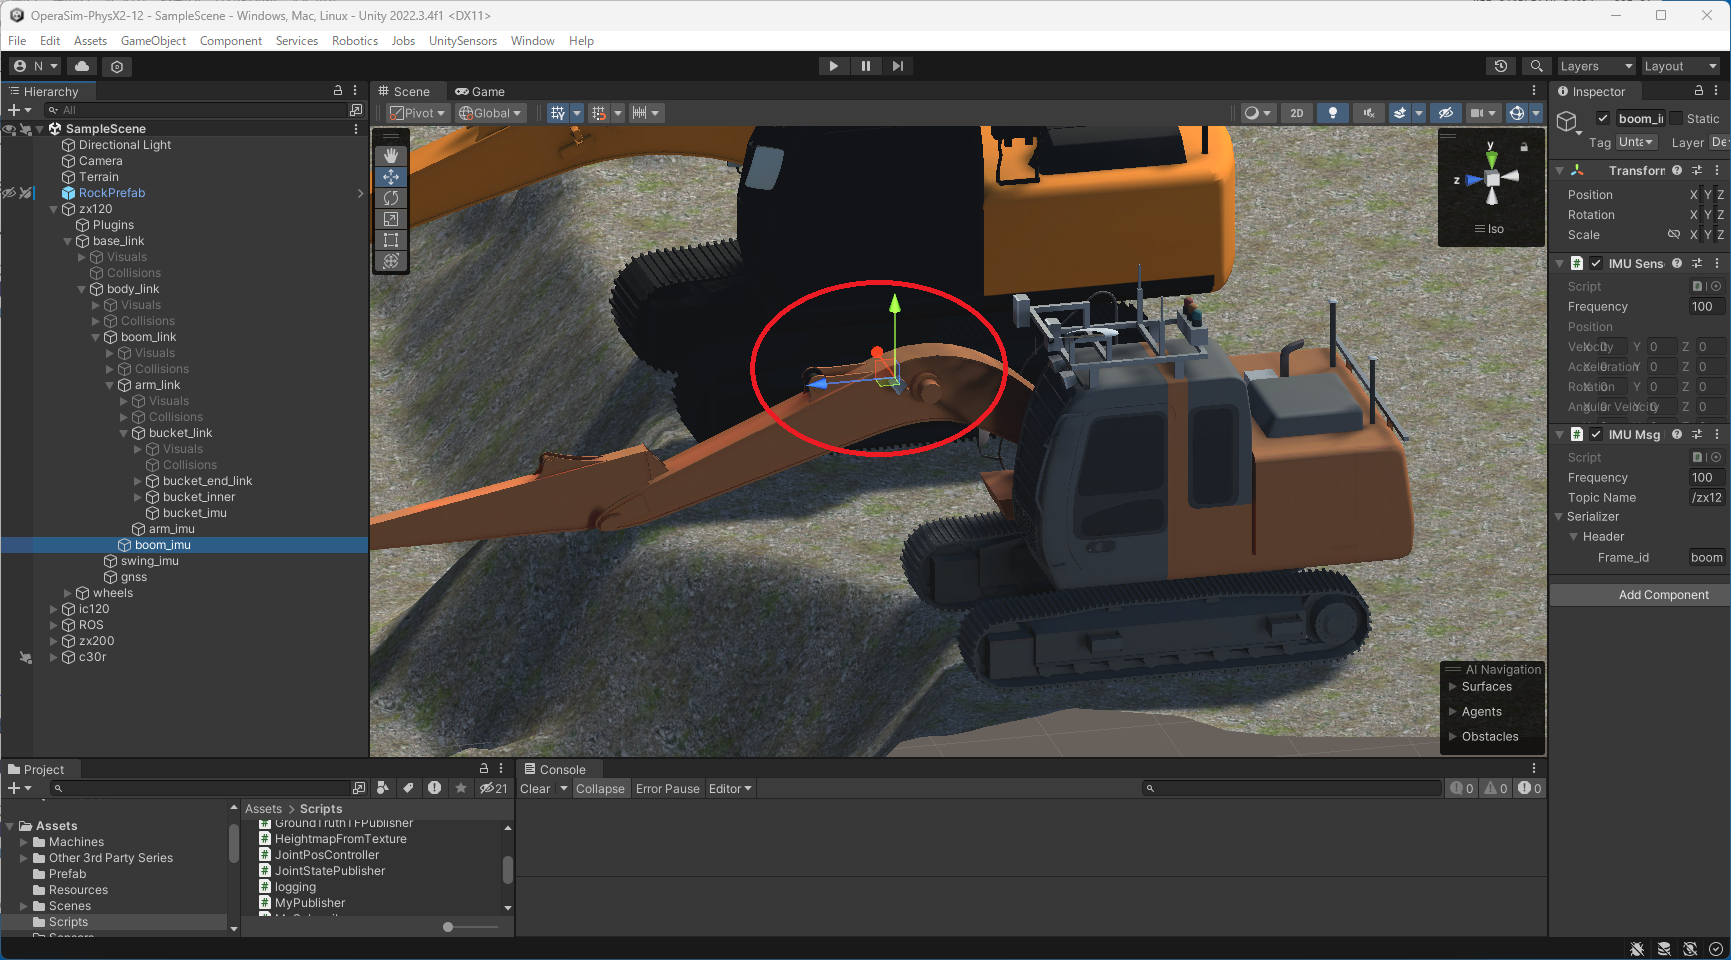 OperaSim-PhysX2-12 - SampleScene - Windows, Mac, Linux - Unity 2022.3.4f1 <DX11>
File Edit Assets GameObject Component Services Robotics Jobs UnitySensors Window Help
N
Layers Layout
Hierarchy
All
SampleScene
Directional Light
Camera
Terrain
RockPrefab
zx120
Plugins
base_link
Visuals
Collisions
body_link
Visuals
Collisions
boom_link
Visuals
Collisions
arm_link
Visuals
Collisions
bucket_link
Visuals
Collisions
bucket_end_link
bucket_inner
bucket_imu
arm_imu
boom_imu
swing_imu
gnss
wheels
ic120
ROS
zx200
c30r
Scene Game
Pivot Global 2D
y
z
Iso
AI Navigation
Surfaces
Agents
Obstacles
Inspector
boom_i Static
Tag Unta Layer De
Transform
Position X Y Z
Rotation X Y Z
Scale X Y Z
IMU Sens
Script
Frequency 100
Position
Velocity X 0 Y 0 Z 0
Acceleration X 0 Y 0 Z 0
Rotation X 0 Y 0 Z 0
Angular Velocity X 0 Y 0 Z 0
IMU Msg
Script
Frequency 100
Topic Name /zx12
Serializer
Header
Frame_id boom
Add Component
Project
21
Assets
Machines
Other 3rd Party Series
Prefab
Resources
Scenes
Scripts
Assets > Scripts
GroundTruthTFPublisher
HeightmapFromTexture
JointPosController
JointStatePublisher
logging
MyPublisher
Console
Clear Collapse Error Pause Editor
0 0 0